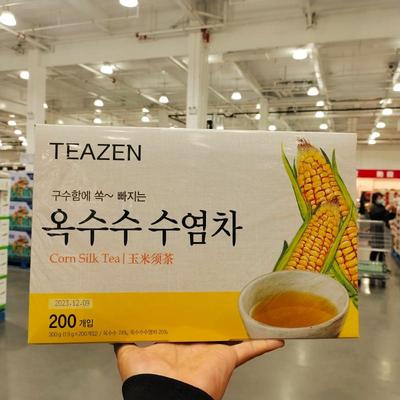 TEAZEN
구수함에 쏙~ 빠지는
옥수수 수염차
Corn Silk Tea | 玉米须茶
2023.12.09
200 개입